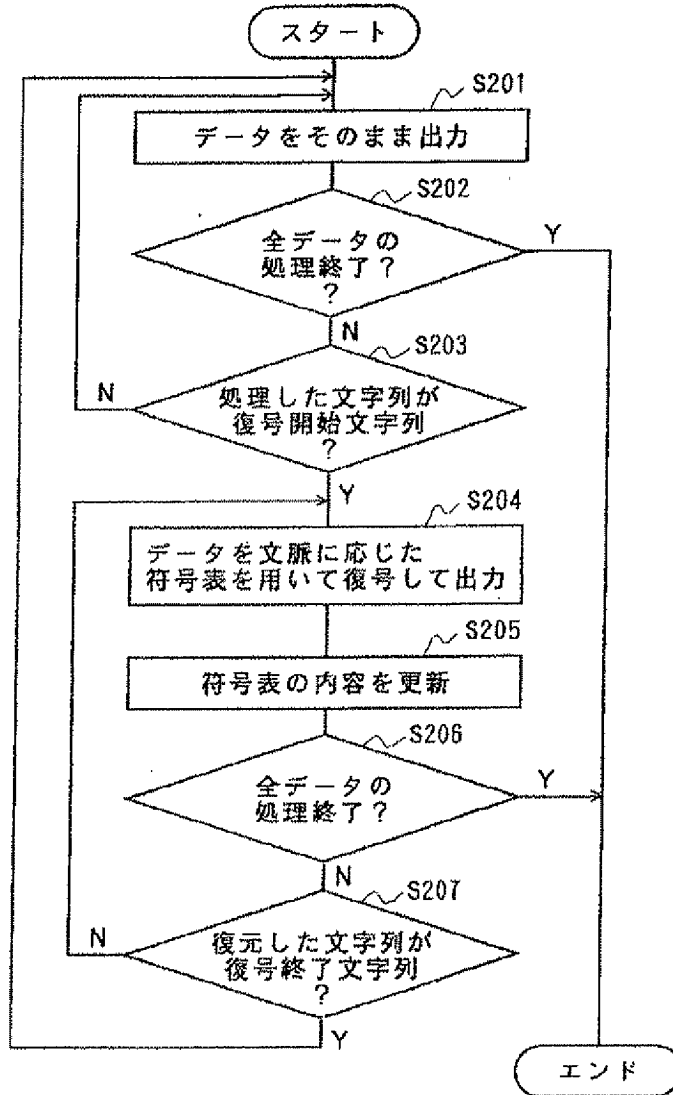 スタート
S201
データをそのまま出力
S202
全データの
処理終了?
?
Y
N
S203
処理した文字列が
復号開始文字列
?
N
Y
S204
データを文脈に応じた
符号表を用いて復号して出力
S205
符号表の内容を更新
S206
全データの
処理終了?
Y
N
S207
復元した文字列が
復号終了文字列
?
N
Y
エンド